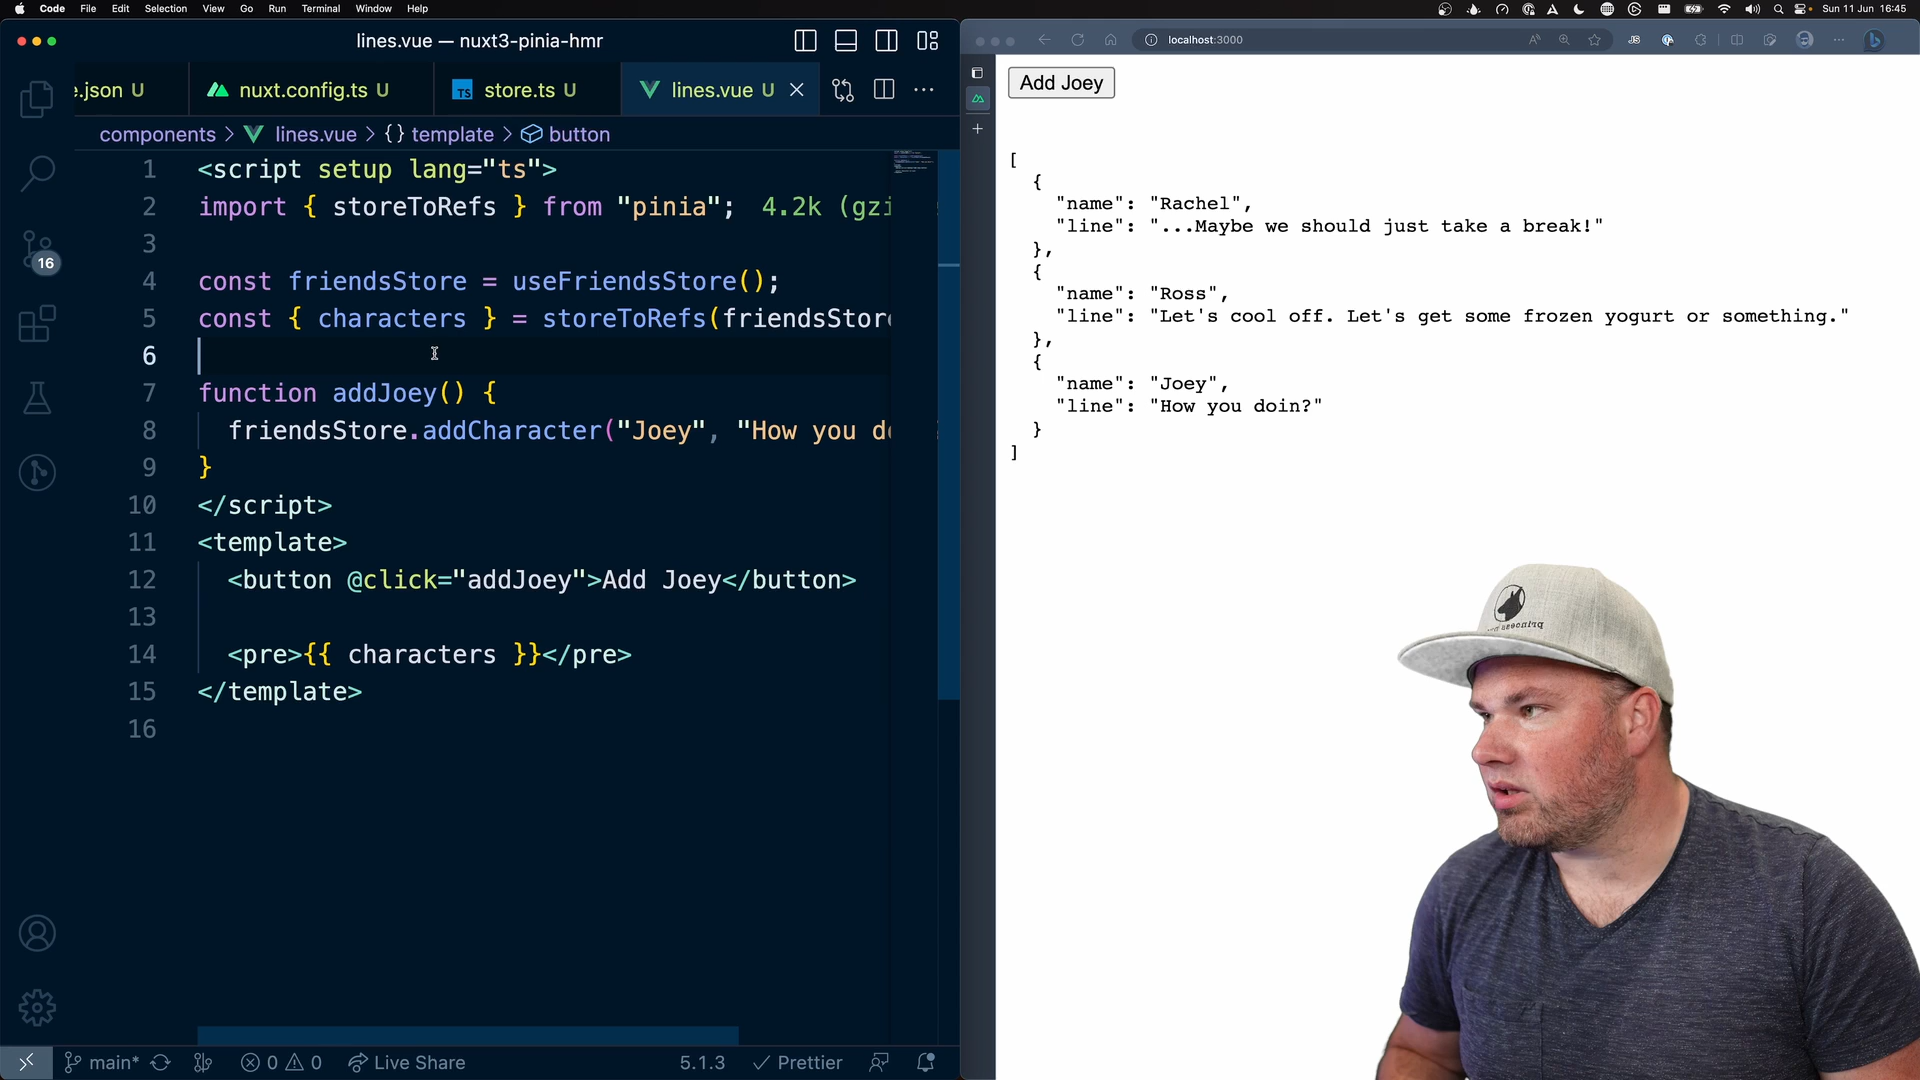 Code File Edit Selection View Go Run Terminal Window Help
Sun 11 Jun 16:45
lines.vue — nuxt3-pinia-hmr
localhost:3000
JS
e.json U
nuxt.config.ts U
TS store.ts U
lines.vue U
components > lines.vue > {} template > button
16
1 <script setup lang="ts">
2 import { storeToRefs } from "pinia"; 4.2k (gzi
3
4 const friendsStore = useFriendsStore();
5 const { characters } = storeToRefs(friendsStore
6
7 function addJoey() {
8 friendsStore.addCharacter("Joey", "How you do
9 }
10 </script>
11 <template>
12 <button @click="addJoey">Add Joey</button>
13
14 <pre>{{ characters }}</pre>
15 </template>
16
main* 0 0 Live Share 5.1.3 Prettier
Add Joey
[
{
"name": "Rachel",
"line": "...Maybe we should just take a break!"
},
{
"name": "Ross",
"line": "Let's cool off. Let's get some frozen yogurt or something."
},
{
"name": "Joey",
"line": "How you doin?"
}
]